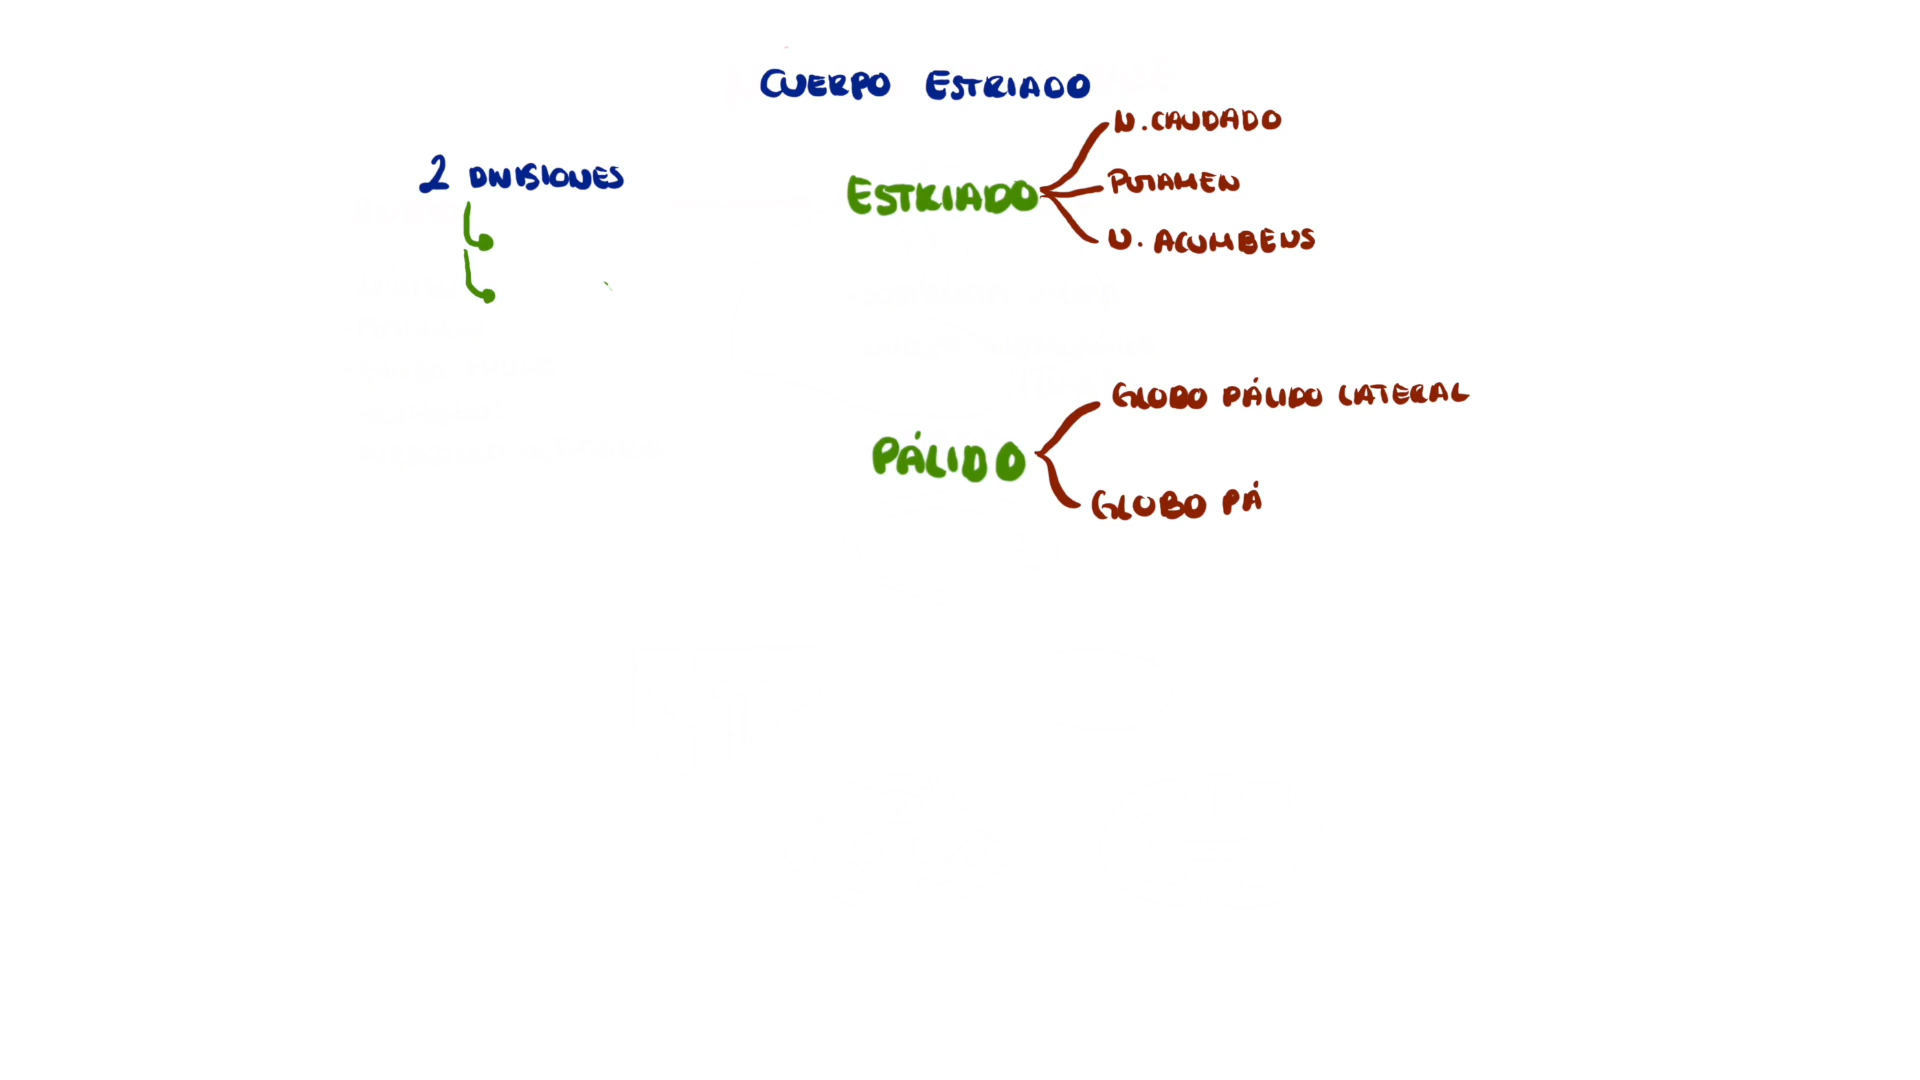 CUERPO ESTRIADO
2 DIVISIONES
ESTRIADO
N. CAUDADO
PUTAMEN
N. ACUMBENS
PÁLIDO
GLOBO PÁLIDO LATERAL
GLOBO PÁ